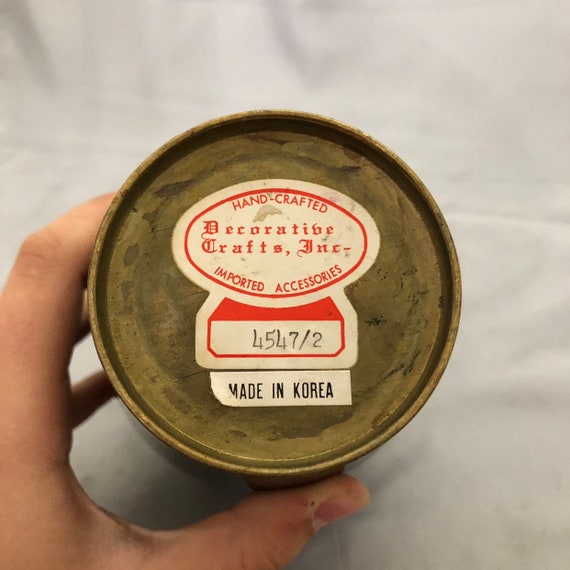 HAND-CRAFTED
Decorative
Crafts, Inc-
IMPORTED ACCESSORIES
4547/2
MADE IN KOREA